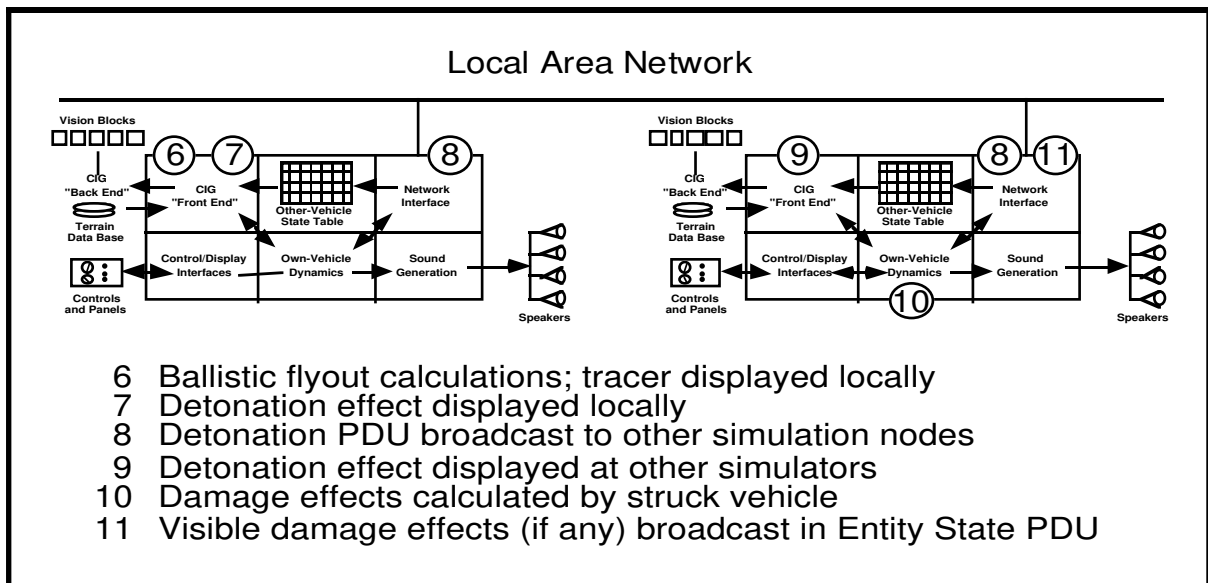 Local Area Network
Vision Blocks
6
7
8
CIG
"Back End"
CIG
"Front End"
Network
Interface
Other-Vehicle
State Table
Terrain
Data Base
Control/Display
Interfaces
Own-Vehicle
Dynamics
Sound
Generation
Controls
and Panels
Speakers
Vision Blocks
9
8
11
CIG
"Back End"
CIG
"Front End"
Network
Interface
Other-Vehicle
State Table
Terrain
Data Base
Control/Display
Interfaces
Own-Vehicle
Dynamics
Sound
Generation
10
Controls
and Panels
Speakers
6 Ballistic flyout calculations; tracer displayed locally
7 Detonation effect displayed locally
8 Detonation PDU broadcast to other simulation nodes
9 Detonation effect displayed at other simulators
10 Damage effects calculated by struck vehicle
11 Visible damage effects (if any) broadcast in Entity State PDU